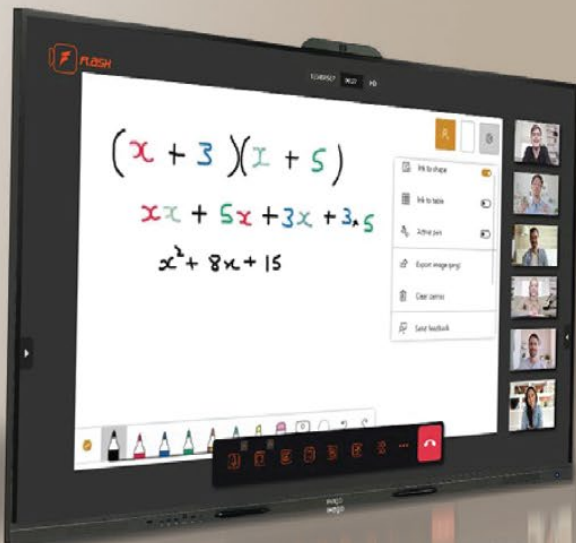 FLASH
HD
(x + 3)(x + 5)
xx + 5x + 3x + 3.5
x² + 8x + 15
Ink to shape
Ink to table
Active pen
Export image (png)
Clear canvas
Send feedback